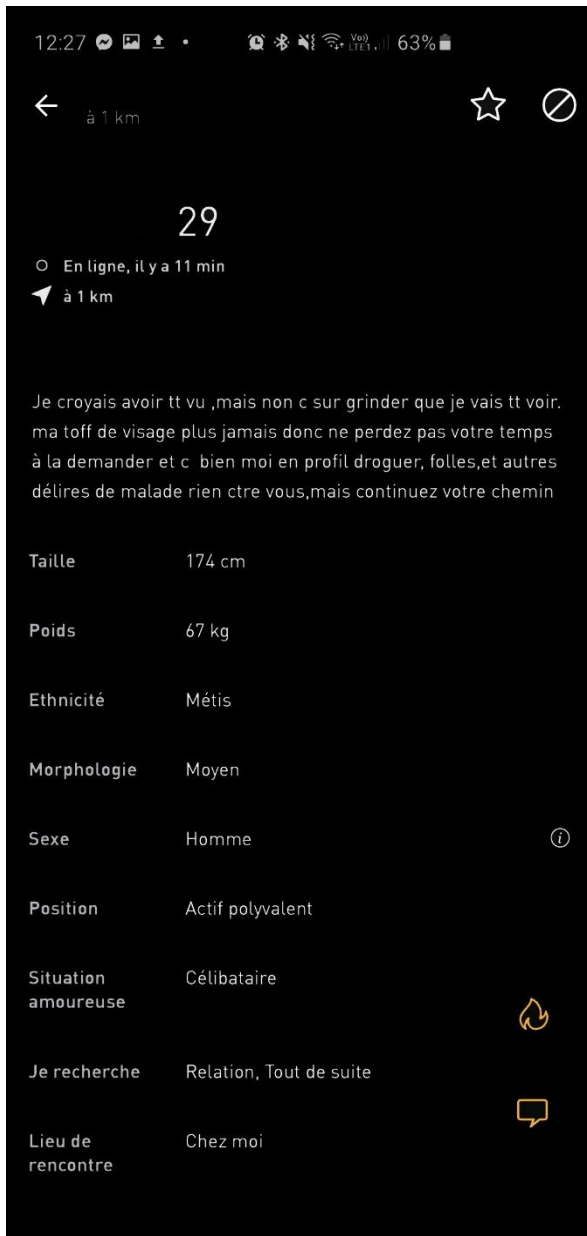 12:27 63%
à 1 km
29
En ligne, il y a 11 min
à 1 km
Je croyais avoir tt vu ,mais non c sur grinder que je vais tt voir.
ma toff de visage plus jamais donc ne perdez pas votre temps
à la demander et c bien moi en profil droguer, folles,et autres
délires de malade rien ctre vous,mais continuez votre chemin
Taille 174 cm
Poids 67 kg
Ethnicité Métis
Morphologie Moyen
Sexe Homme
Position Actif polyvalent
Situation Célibataire
amoureuse
Je recherche Relation, Tout de suite
Lieu de Chez moi
rencontre